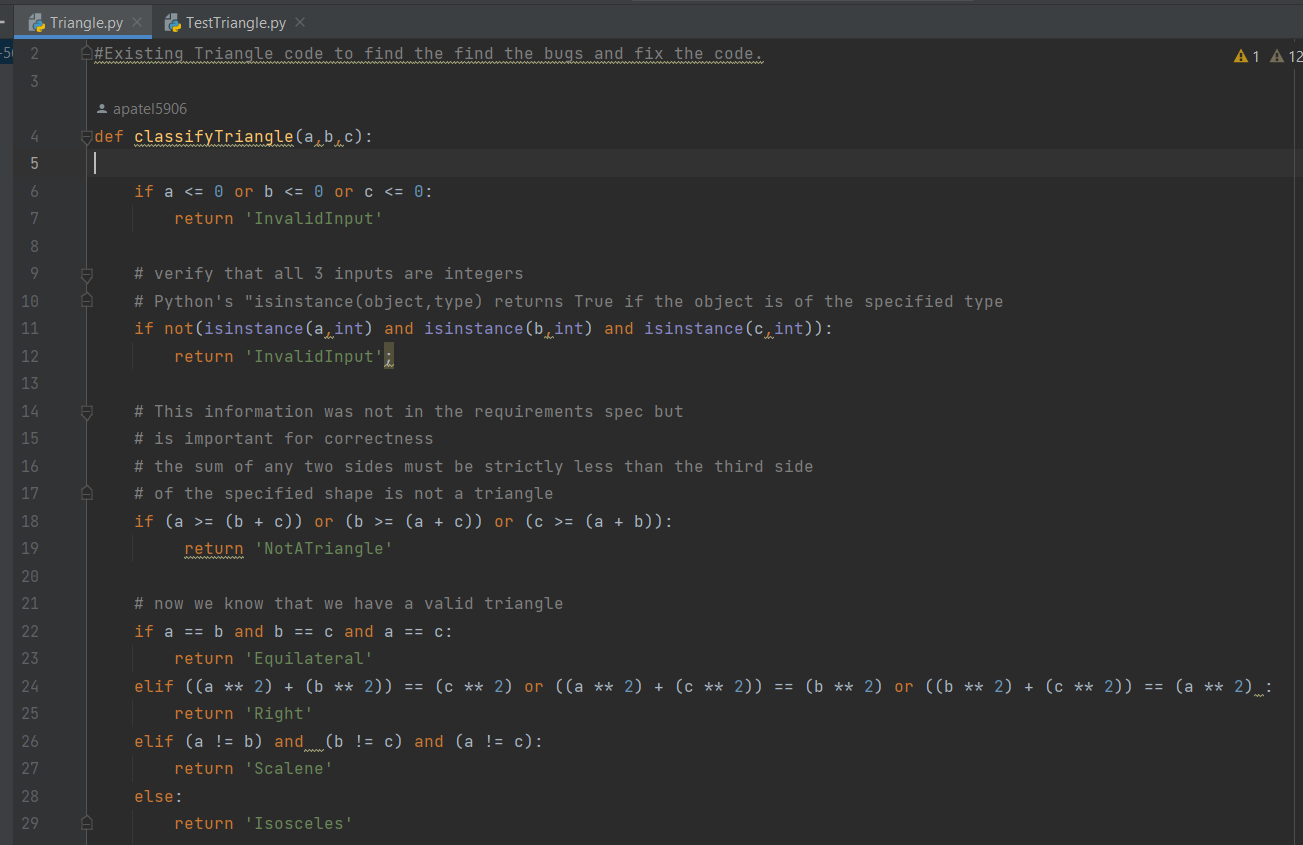 Triangle.py TestTriangle.py
2 #Existing Triangle code to find the find the bugs and fix the code. 1 12
3
apatel5906
4 def classifyTriangle(a,b,c):
5
6 if a <= 0 or b <= 0 or c <= 0:
7 return 'InvalidInput'
8
9 # verify that all 3 inputs are integers
10 # Python's "isinstance(object,type) returns True if the object is of the specified type
11 if not(isinstance(a,int) and isinstance(b,int) and isinstance(c,int)):
12 return 'InvalidInput';
13
14 # This information was not in the requirements spec but
15 # is important for correctness
16 # the sum of any two sides must be strictly less than the third side
17 # of the specified shape is not a triangle
18 if (a >= (b + c)) or (b >= (a + c)) or (c >= (a + b)):
19 return 'NotATriangle'
20
21 # now we know that we have a valid triangle
22 if a == b and b == c and a == c:
23 return 'Equilateral'
24 elif ((a ** 2) + (b ** 2)) == (c ** 2) or ((a ** 2) + (c ** 2)) == (b ** 2) or ((b ** 2) + (c ** 2)) == (a ** 2) :
25 return 'Right'
26 elif (a != b) and  (b != c) and (a != c):
27 return 'Scalene'
28 else:
29 return 'Isosceles'